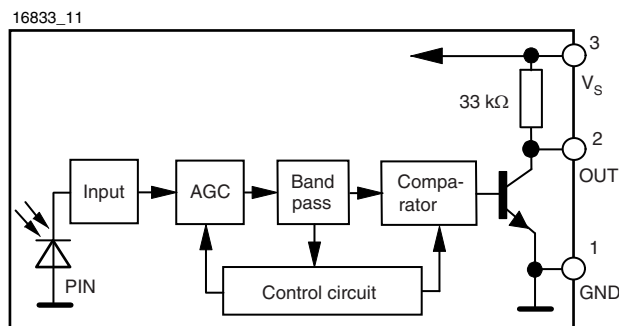 16833_11
3
V_S
33 kΩ
2
OUT
Input
AGC
Band
pass
Compa-
rator
1
GND
PIN
Control circuit